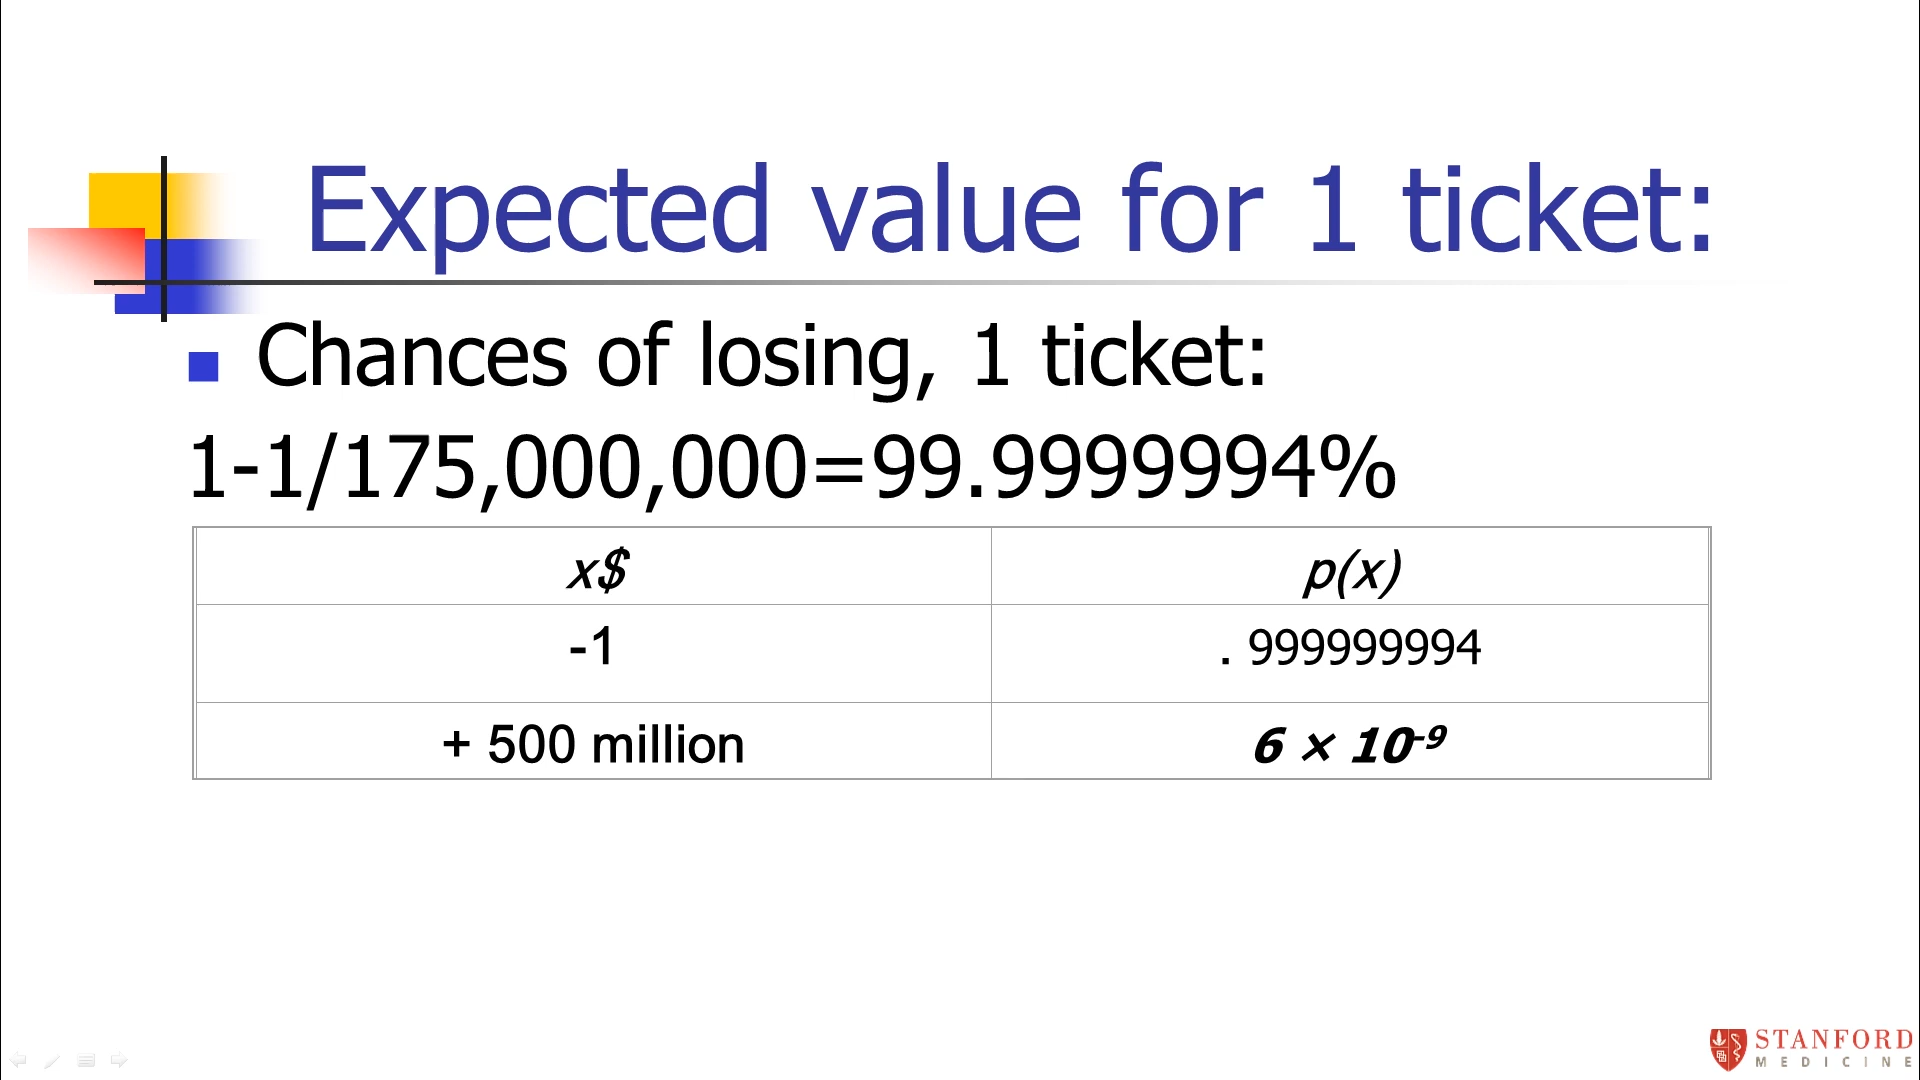 Expected value for 1 ticket:
Chances of losing, 1 ticket:
1-1/175,000,000=99.9999994%
x$ p(x)
-1 . 999999994
+ 500 million 6 × 10⁻⁹
STANFORD
MEDICINE